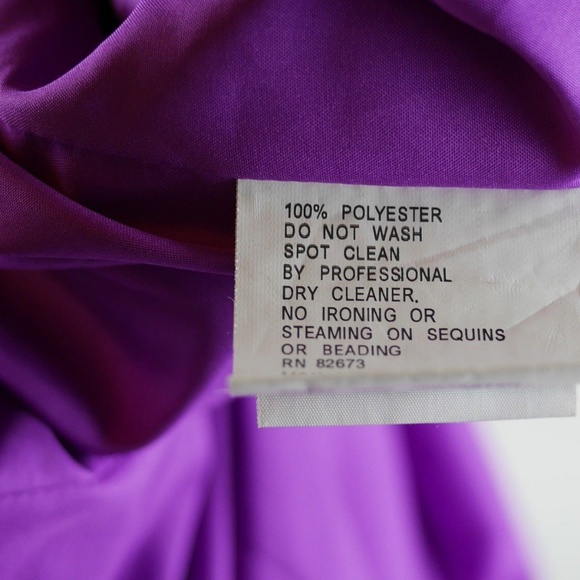 100% POLYESTER
DO NOT WASH
SPOT CLEAN
BY PROFESSIONAL
DRY CLEANER.
NO IRONING OR
STEAMING ON SEQUINS
OR BEADING
RN 82673